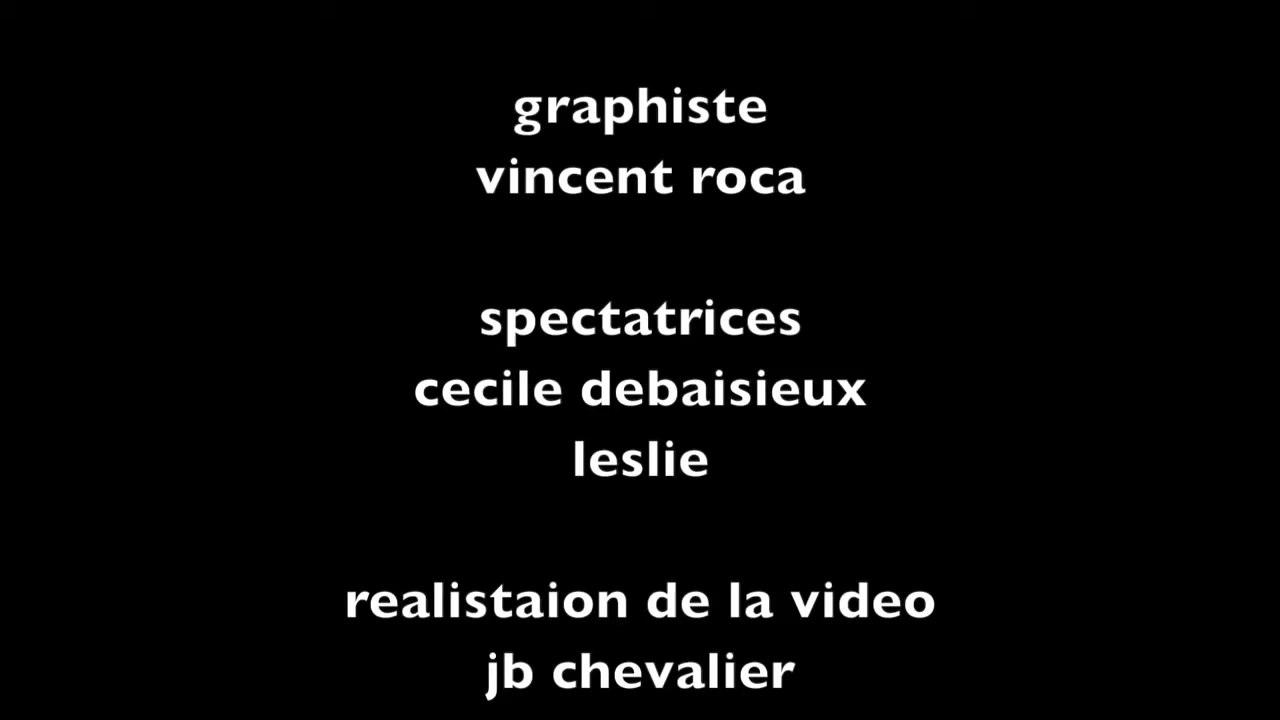 graphiste
vincent roca
spectatrices
cecile debaisieux
leslie
realistaion de la video
jb chevalier